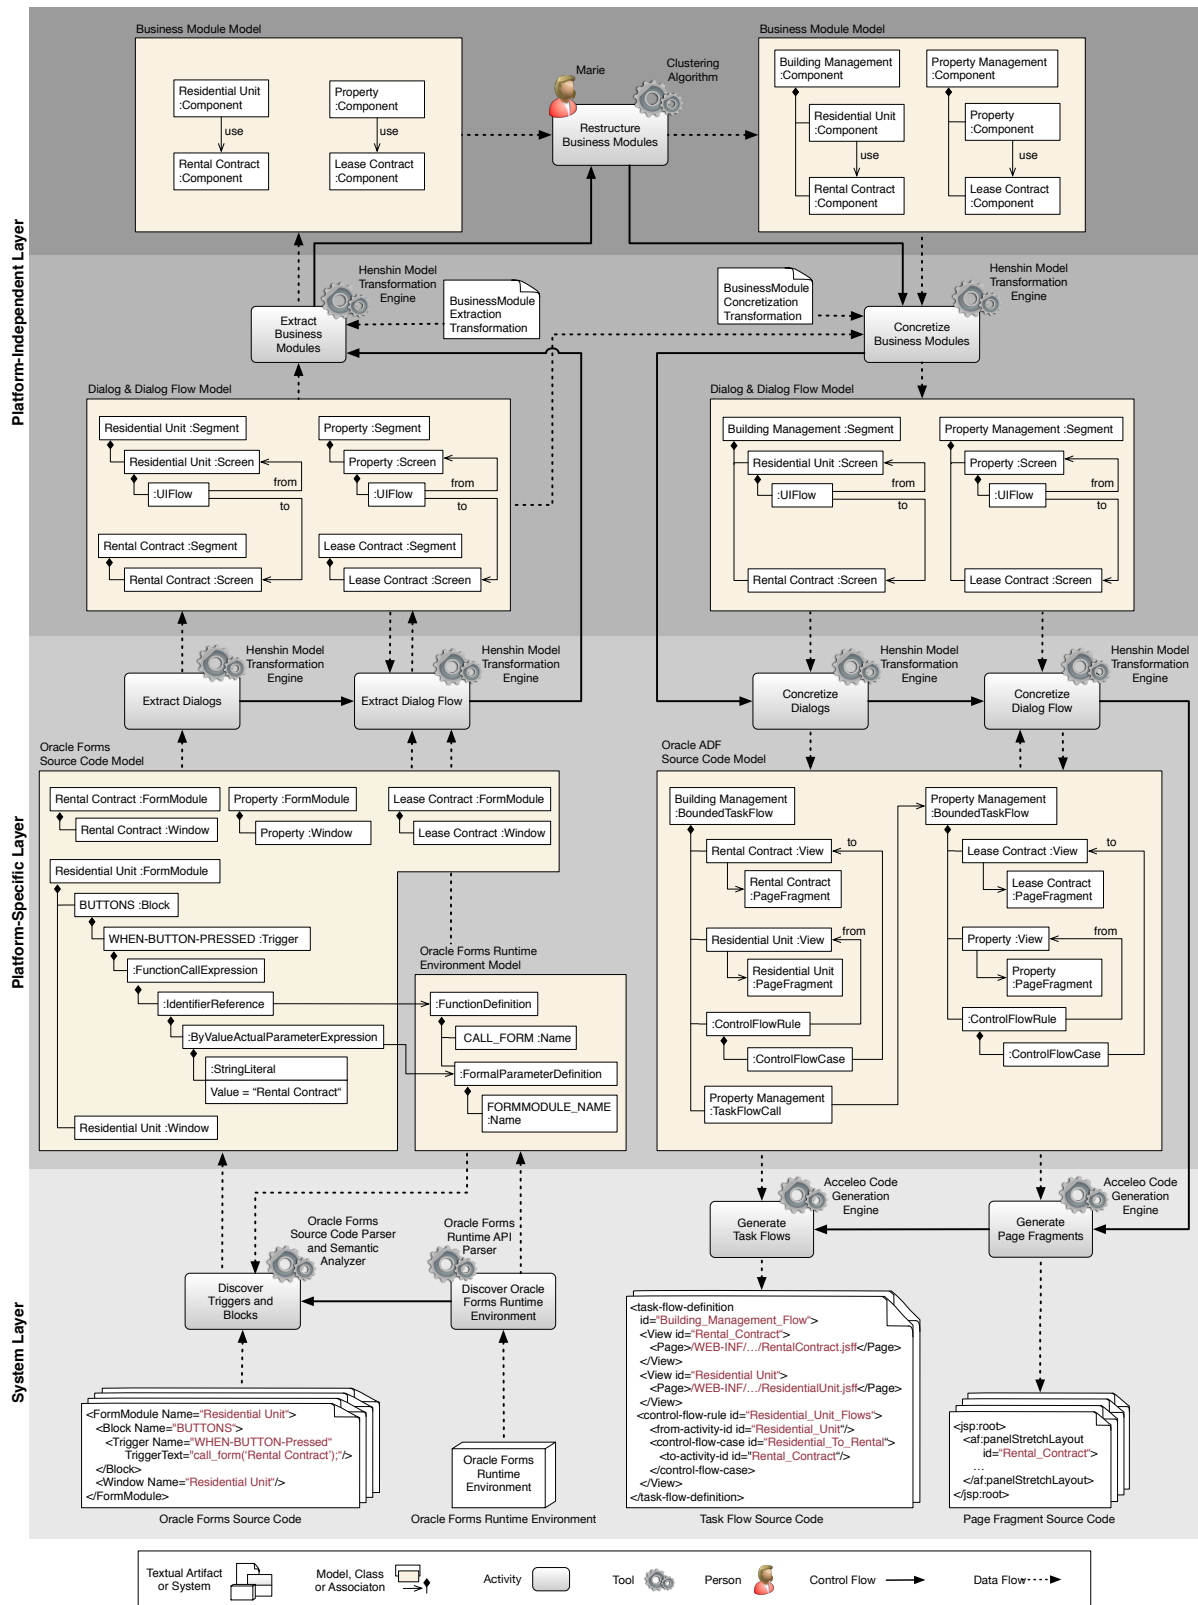 Business Module Model
Residential Unit
:Component
use
Rental Contract
:Component
Property
:Component
use
Lease Contract
:Component
Marie
Clustering
Algorithm
Restructure
Business Modules
Business Module Model
Building Management
:Component
Residential Unit
:Component
use
Rental Contract
:Component
Property Management
:Component
Property
:Component
use
Lease Contract
:Component
Platform-Independent Layer
Henshin Model
Transformation
Engine
Extract
Business
Modules
BusinessModule
Extraction
Transformation
BusinessModule
Concretization
Transformation
Henshin Model
Transformation
Engine
Concretize
Business Modules
Dialog & Dialog Flow Model
Residential Unit :Segment
Residential Unit :Screen
from
:UIFlow
to
Rental Contract :Segment
Rental Contract :Screen
Property :Segment
Property :Screen
from
:UIFlow
to
Lease Contract :Segment
Lease Contract :Screen
Dialog & Dialog Flow Model
Building Management :Segment
Residential Unit :Screen
from
:UIFlow
to
Rental Contract :Screen
Property Management :Segment
Property :Screen
from
:UIFlow
to
Lease Contract :Screen
Platform-Specific Layer
Henshin Model
Transformation
Engine
Extract Dialogs
Henshin Model
Transformation
Engine
Extract Dialog Flow
Henshin Model
Transformation
Engine
Concretize
Dialogs
Henshin Model
Transformation
Engine
Concretize
Dialog Flow
Oracle Forms
Source Code Model
Rental Contract :FormModule
Rental Contract :Window
Property :FormModule
Property :Window
Lease Contract :FormModule
Lease Contract :Window
Residential Unit :FormModule
BUTTONS :Block
WHEN-BUTTON-PRESSED :Trigger
:FunctionCallExpression
:IdentifierReference
:ByValueActualParameterExpression
:StringLiteral
Value = “Rental Contract“
Residential Unit :Window
Oracle Forms Runtime
Environment Model
:FunctionDefinition
CALL_FORM :Name
:FormalParameterDefinition
FORMMODULE_NAME
:Name
Oracle ADF
Source Code Model
Building Management
:BoundedTaskFlow
Rental Contract :View
to
Rental Contract
:PageFragment
Residential Unit :View
from
Residential Unit
:PageFragment
:ControlFlowRule
:ControlFlowCase
Property Management
:TaskFlowCall
Property Management
:BoundedTaskFlow
Lease Contract :View
to
Lease Contract
:PageFragment
Property :View
from
Property
:PageFragment
:ControlFlowRule
:ControlFlowCase
System Layer
Oracle Forms
Source Code Parser
and Semantic
Analyzer
Discover
Triggers and
Blocks
Oracle Forms
Runtime API
Parser
Discover Oracle
Forms Runtime
Environment
Acceleo Code
Generation
Engine
Generate
Task Flows
Acceleo Code
Generation
Engine
Generate
Page Fragments
<FormModule Name="Residential Unit">
<Block Name="BUTTONS">
<Trigger Name="WHEN-BUTTON-Pressed"
TriggerText="call_form('Rental Contract');"/>
</Block>
<Window Name="Residential Unit"/>
</FormModule>
Oracle Forms Source Code
Oracle Forms
Runtime
Environment
Oracle Forms Runtime Environment
<task-flow-definition
id="Building_Management_Flow">
<View id="Rental_Contract">
<Page>/WEB-INF/…/RentalContract.jsff</Page>
</View>
<View id="Residential Unit">
<Page>/WEB-INF/…/ResidentialUnit.jsff</Page>
</View>
<control-flow-rule id="Residential_Unit_Flows">
<from-activity-id="Residential_Unit"/>
<control-flow-case id="Residential_To_Rental">
<to-activity-id id="Rental_Contract"/>
</control-flow-case>
</View>
</task-flow-definition>
Task Flow Source Code
<jsp:root>
<af:panelStretchLayout
id="Rental_Contract">
…
</af:panelStretchLayout>
</jsp:root>
Page Fragment Source Code
Textual Artifact
or System
Model, Class
or Associaton
Activity
Tool
Person
Control Flow
Data Flow